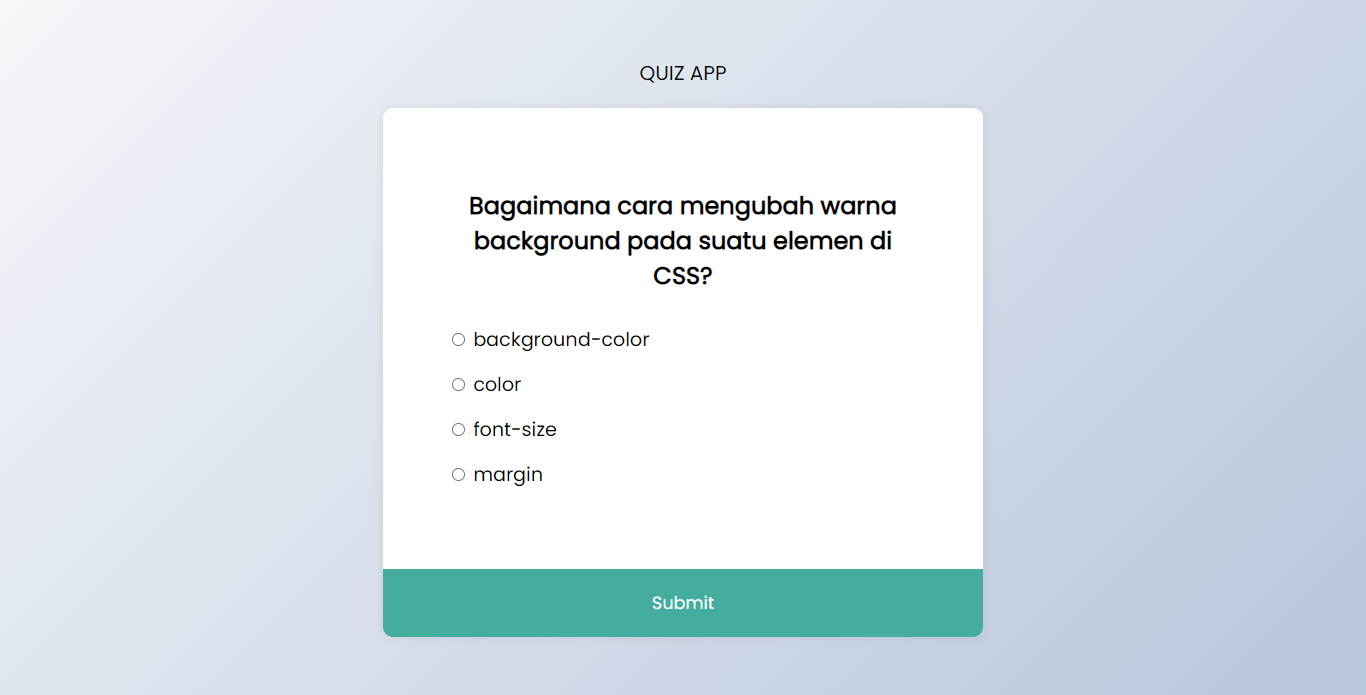 QUIZ APP
Bagaimana cara mengubah warna
background pada suatu elemen di
CSS?
background-color
color
font-size
margin
Submit